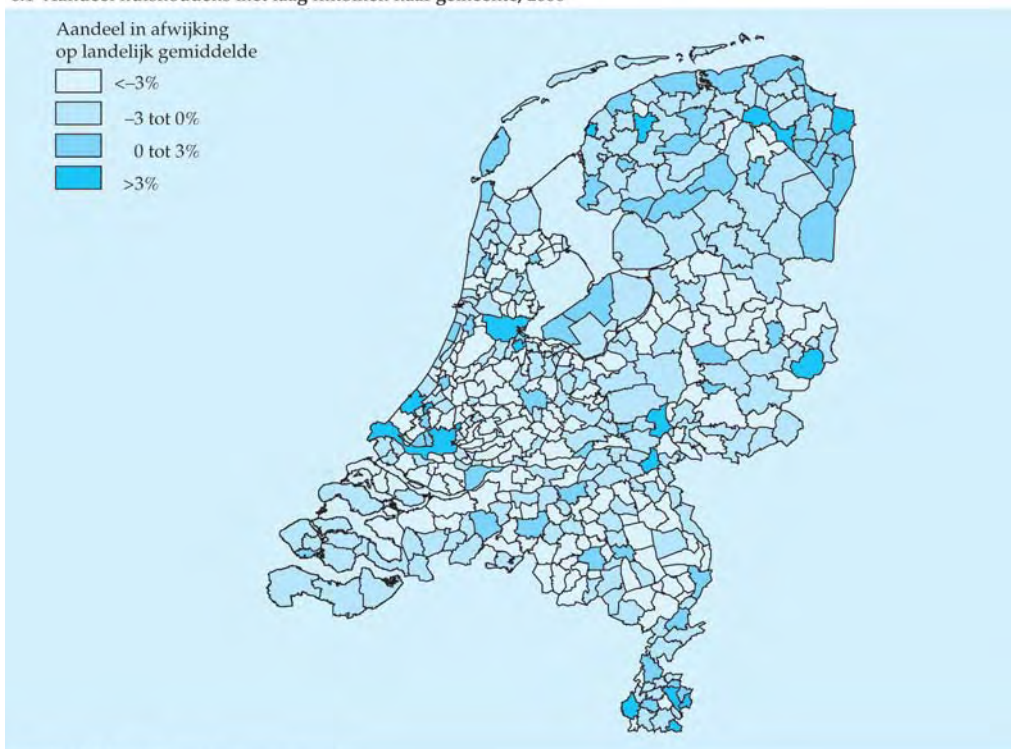 Aandeel in afwijking
op landelijk gemiddelde
<–3%
–3 tot 0%
0 tot 3%
>3%